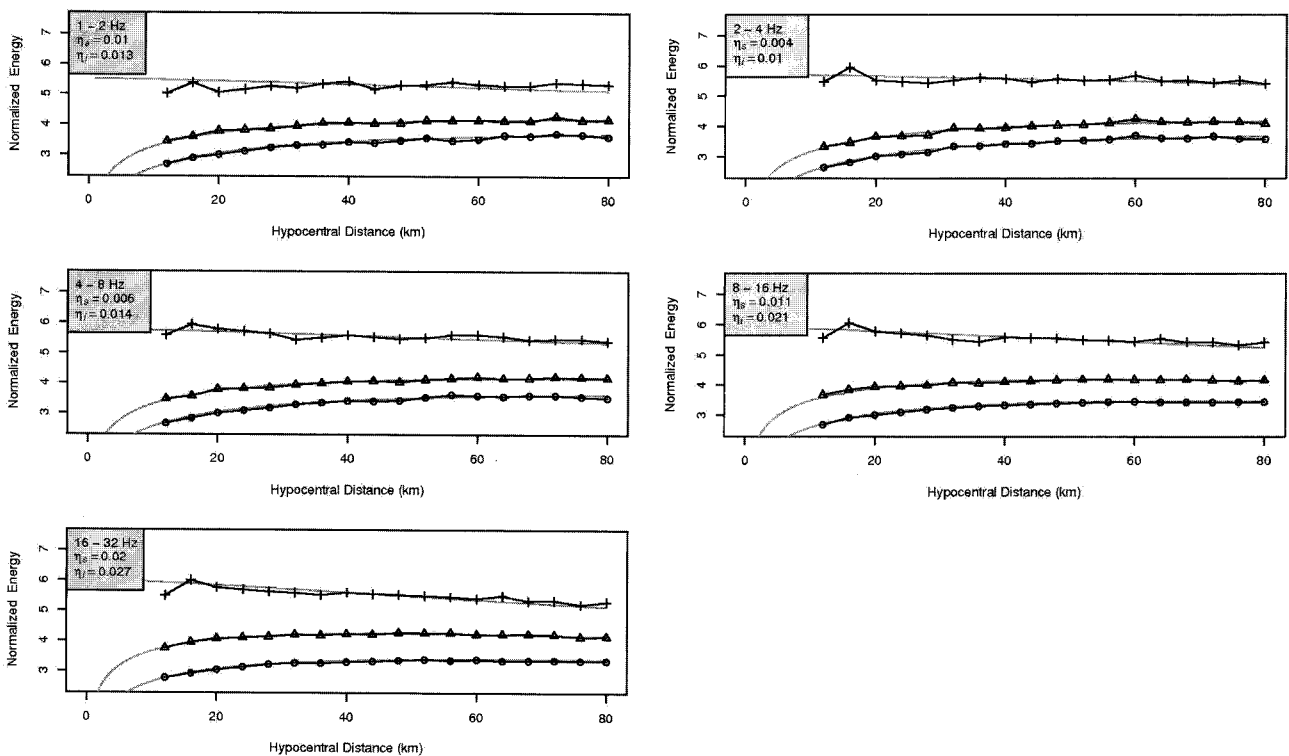 1 – 2 Hz
ηs = 0.01
ηi = 0.013
Normalized Energy
7
6
5
4
3
0 20 40 60 80
Hypocentral Distance (km)
2 – 4 Hz
ηs = 0.004
ηi = 0.01
Normalized Energy
7
6
5
4
3
0 20 40 60 80
Hypocentral Distance (km)
4 – 8 Hz
ηs = 0.006
ηi = 0.014
Normalized Energy
7
6
5
4
3
0 20 40 60 80
Hypocentral Distance (km)
8 – 16 Hz
ηs = 0.011
ηi = 0.021
Normalized Energy
7
6
5
4
3
0 20 40 60 80
Hypocentral Distance (km)
16 – 32 Hz
ηs = 0.02
ηi = 0.027
Normalized Energy
7
6
5
4
3
0 20 40 60 80
Hypocentral Distance (km)